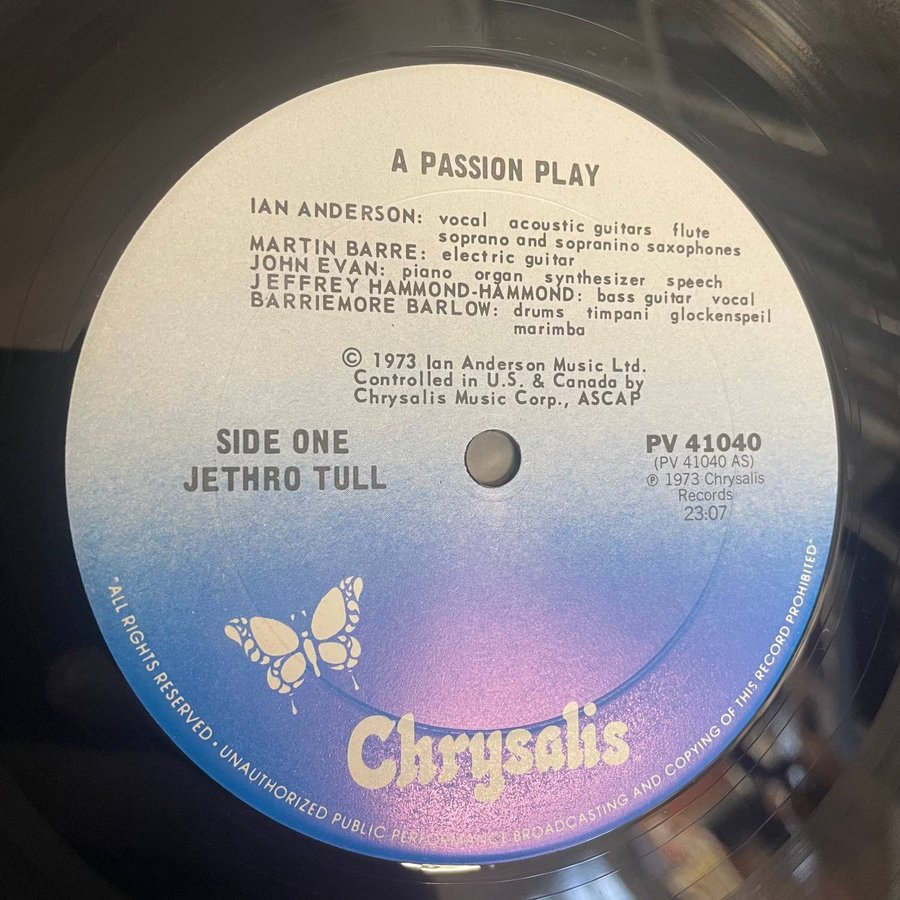 A PASSION PLAY
IAN ANDERSON: vocal acoustic guitars flute
soprano and sopranino saxophones
MARTIN BARRE: electric guitar
JOHN EVAN: piano organ synthesizer speech
JEFFREY HAMMOND-HAMMOND: bass guitar vocal
BARRIEMORE BARLOW: drums timpani glockenspeil
marimba
© 1973 Ian Anderson Music Ltd.
Controlled in U.S. & Canada by
Chrysalis Music Corp., ASCAP
SIDE ONE
JETHRO TULL
PV 41040
(PV 41040 AS)
℗ 1973 Chrysalis
Records
23:07
Chrysalis
"ALL RIGHTS RESERVED • UNAUTHORIZED PUBLIC PERFORMANCE BROADCASTING AND COPYING OF THIS RECORD PROHIBITED"